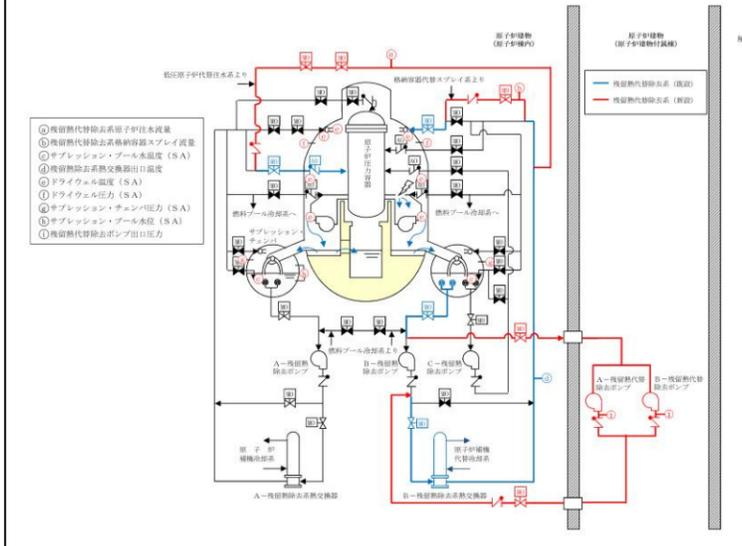 原子炉建物
(原子炉棟内)
原子炉建物
(原子炉建物付属棟)
残留熱代替除去系 (既設)
残留熱代替除去系 (新設)
低圧原子炉代替注水系より
格納容器代替スプレイ系より
ⓐ 残留熱代替除去系原子炉注水流量
ⓑ 残留熱代替除去系格納容器スプレイ流量
ⓒ サプレッション・プール水温度 (SA)
ⓓ 残留熱除去系熱交換器出口温度
ⓔ ドライウェル温度 (SA)
ⓕ ドライウェル圧力 (SA)
ⓖ サプレッション・チェンバ圧力 (SA)
ⓗ サプレッション・プール水位 (SA)
ⓘ 残留熱代替除去ポンプ出口圧力
原子炉圧力容器
燃料プール冷却系へ
燃料プール冷却系へ
サプレッション・
チェンバ
燃料プール冷却系より
A-残留熱
除去ポンプ
B-残留熱
除去ポンプ
C-残留熱
除去ポンプ
A-残留熱代替
除去ポンプ
B-残留熱代替
除去ポンプ
原子炉
補機冷却系
原子炉補機
代替冷却系
A-残留熱除去系熱交換器
B-残留熱除去系熱交換器